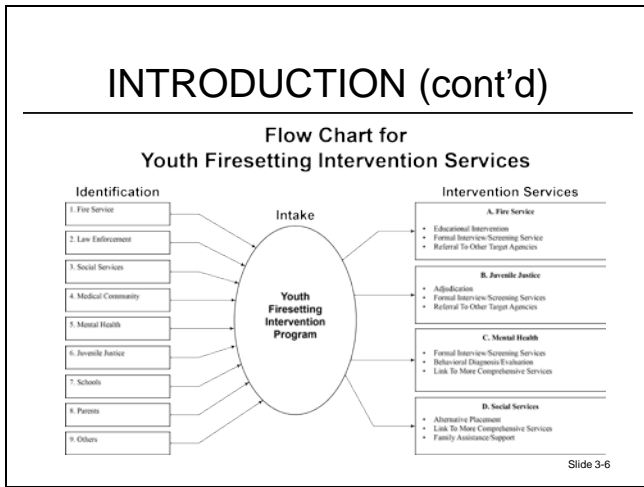 INTRODUCTION (cont'd)
Flow Chart for
Youth Firesetting Intervention Services
Identification
1. Fire Service
2. Law Enforcement
3. Social Services
4. Medical Community
5. Mental Health
6. Juvenile Justice
7. Schools
8. Parents
9. Others
Intake
Youth
Firesetting
Intervention
Program
Intervention Services
A. Fire Service
• Educational Intervention
• Formal Interview/Screening Service
• Referral To Other Target Agencies
B. Juvenile Justice
• Adjudication
• Formal Interview/Screening Services
• Referral To Other Target Agencies
C. Mental Health
• Formal Interview/Screening Services
• Behavioral Diagnosis/Evaluation
• Link To More Comprehensive Services
D. Social Services
• Alternative Placement
• Link To More Comprehensive Services
• Family Assistance/Support
Slide 3-6